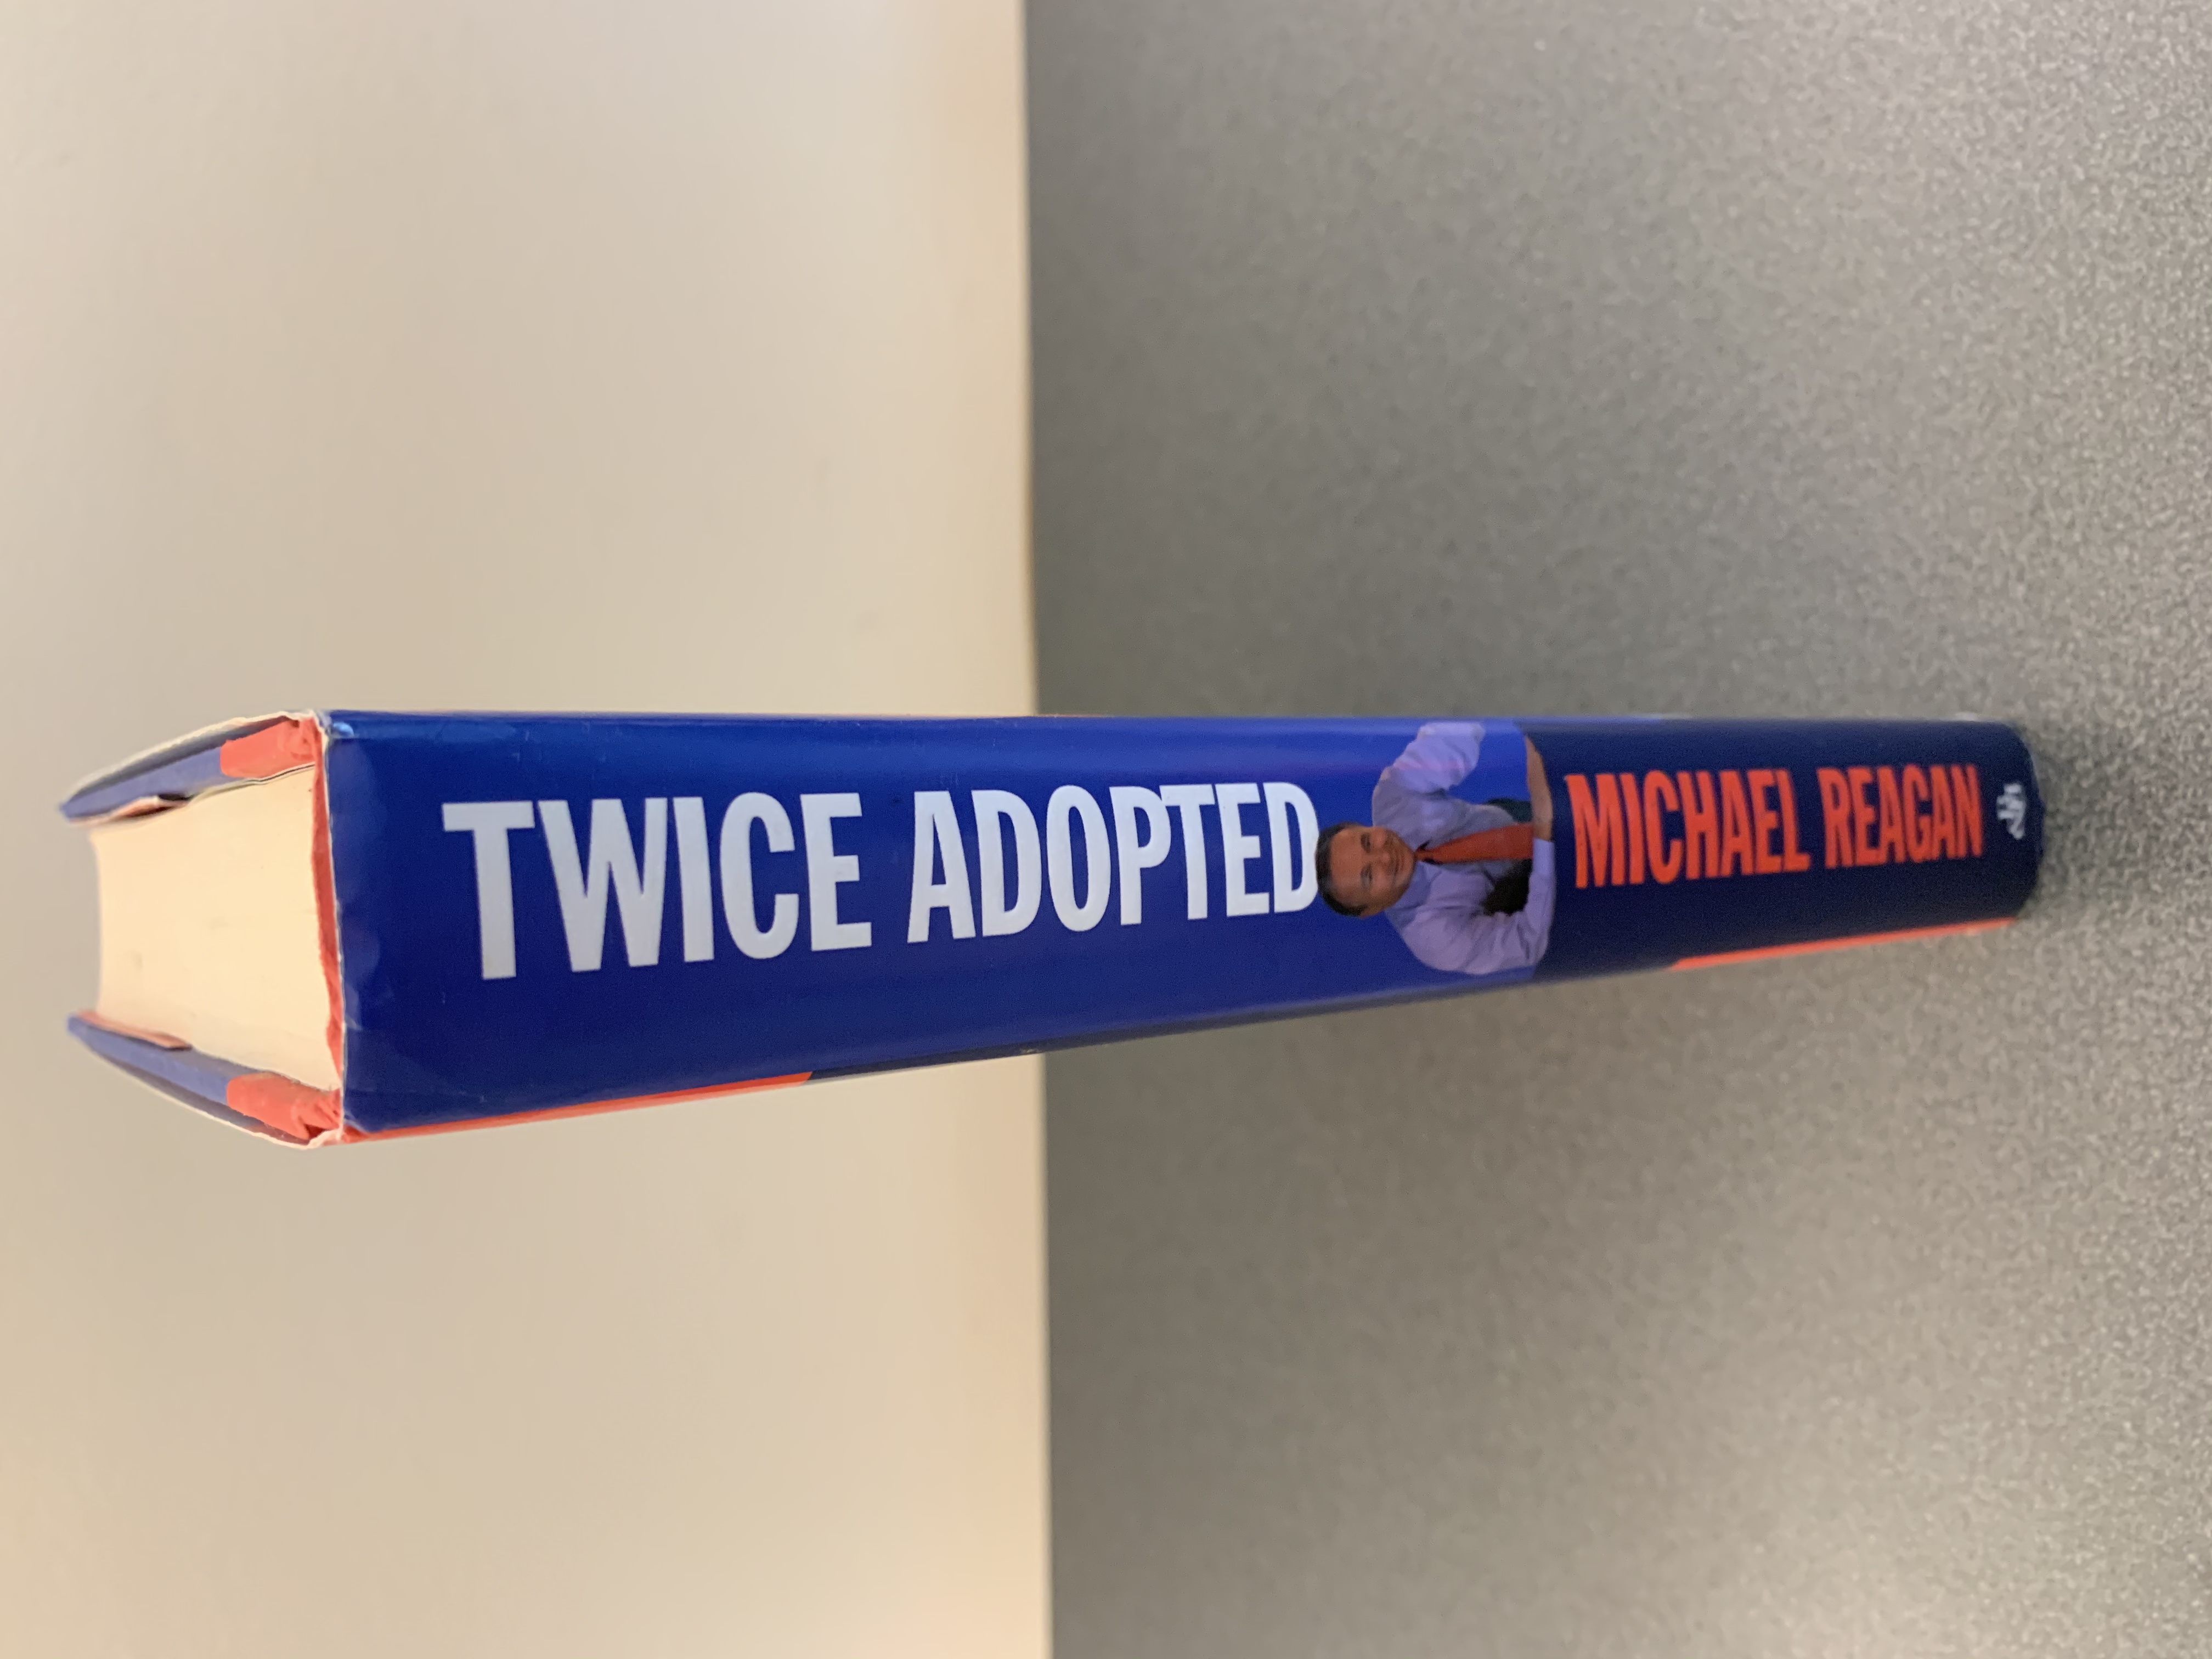 TWICE ADOPTED
MICHAEL REAGAN